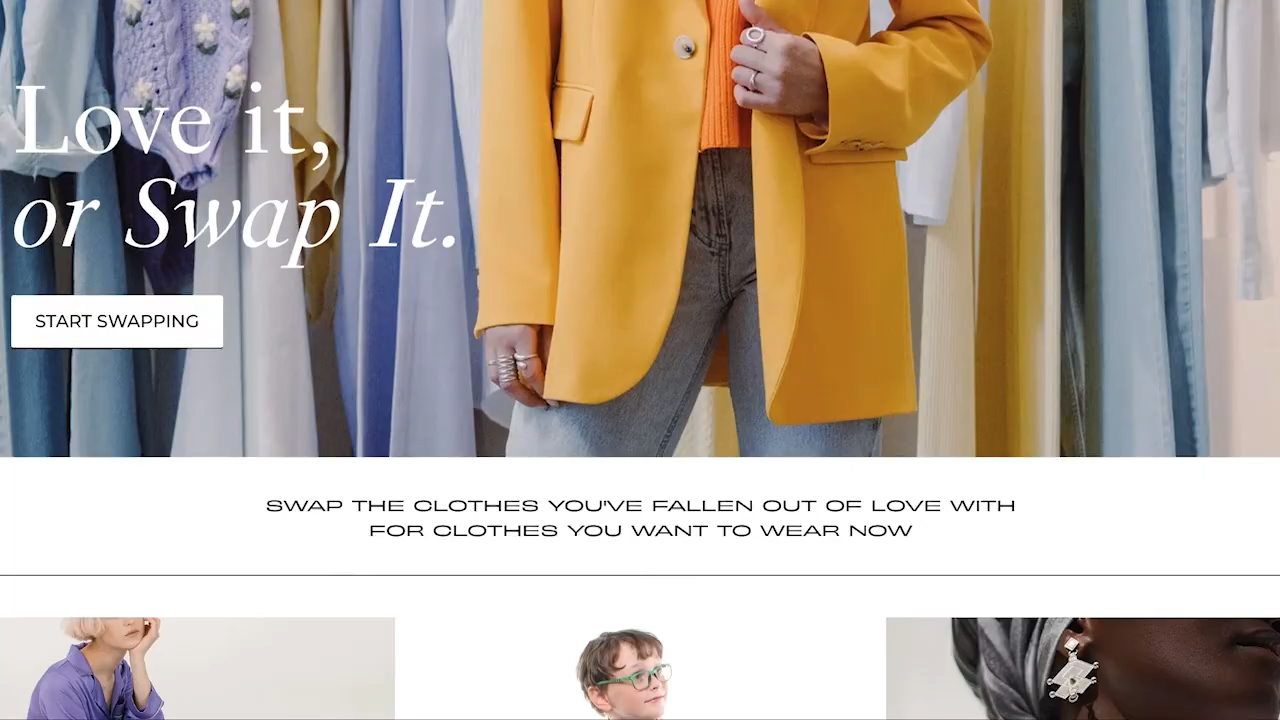 Love it,
or Swap It.
START SWAPPING
SWAP THE CLOTHES YOU'VE FALLEN OUT OF LOVE WITH
FOR CLOTHES YOU WANT TO WEAR NOW